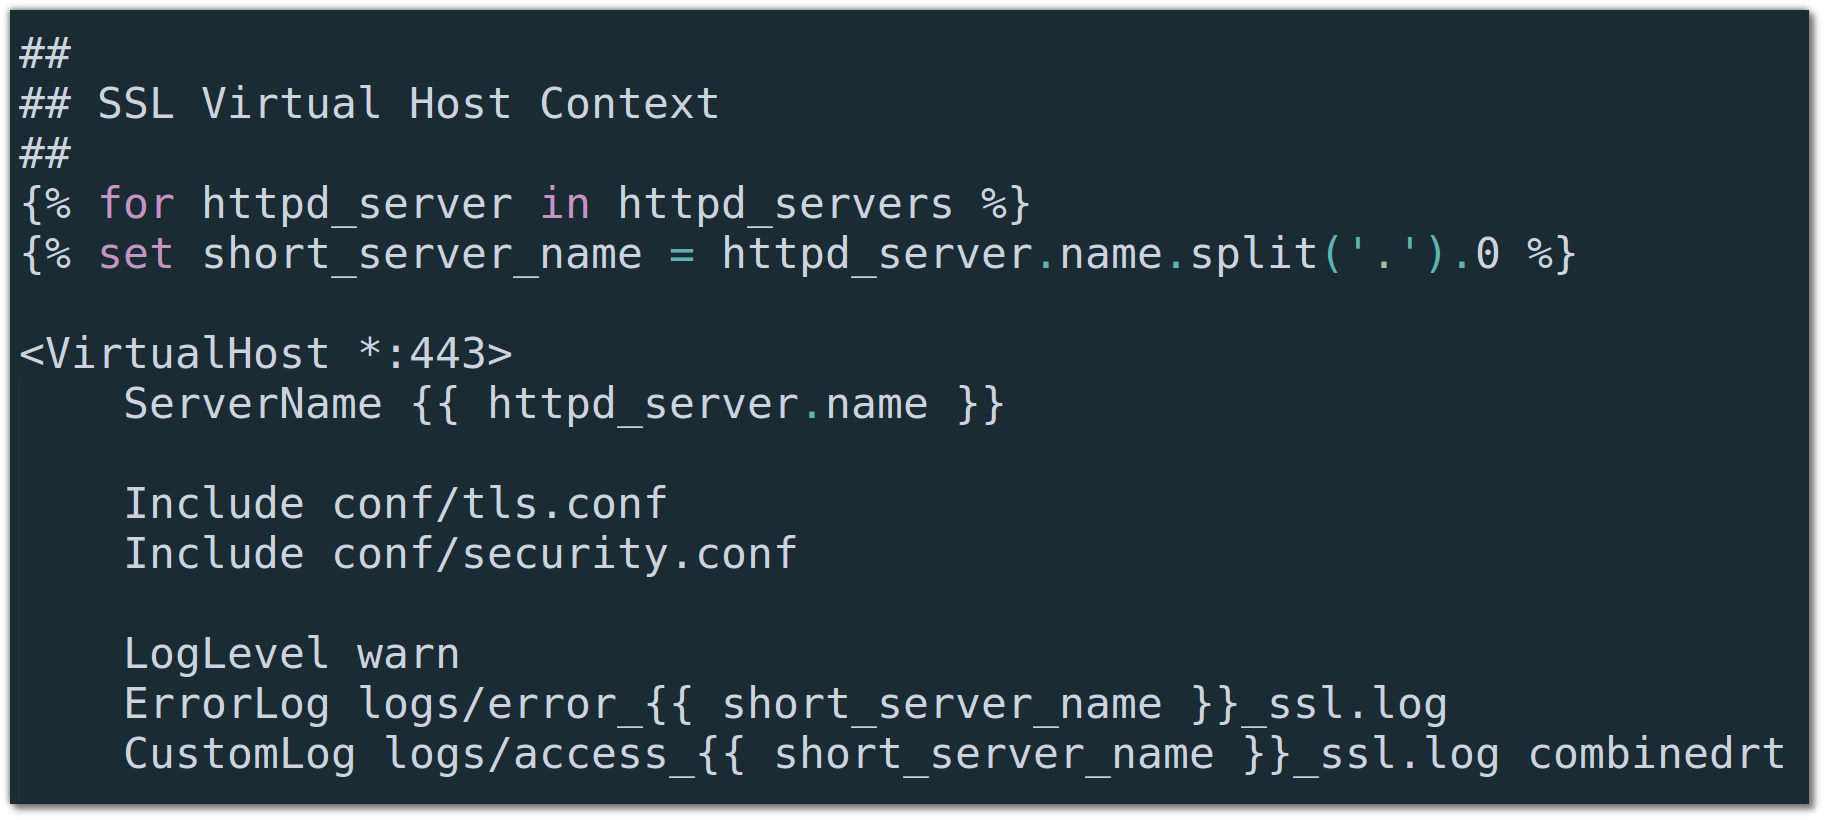 ##
## SSL Virtual Host Context
##
{% for httpd_server in httpd_servers %}
{% set short_server_name = httpd_server.name.split('.').0 %}

<VirtualHost *:443>
    ServerName {{ httpd_server.name }}

    Include conf/tls.conf
    Include conf/security.conf

    LogLevel warn
    ErrorLog logs/error_{{ short_server_name }}_ssl.log
    CustomLog logs/access_{{ short_server_name }}_ssl.log combinedrt